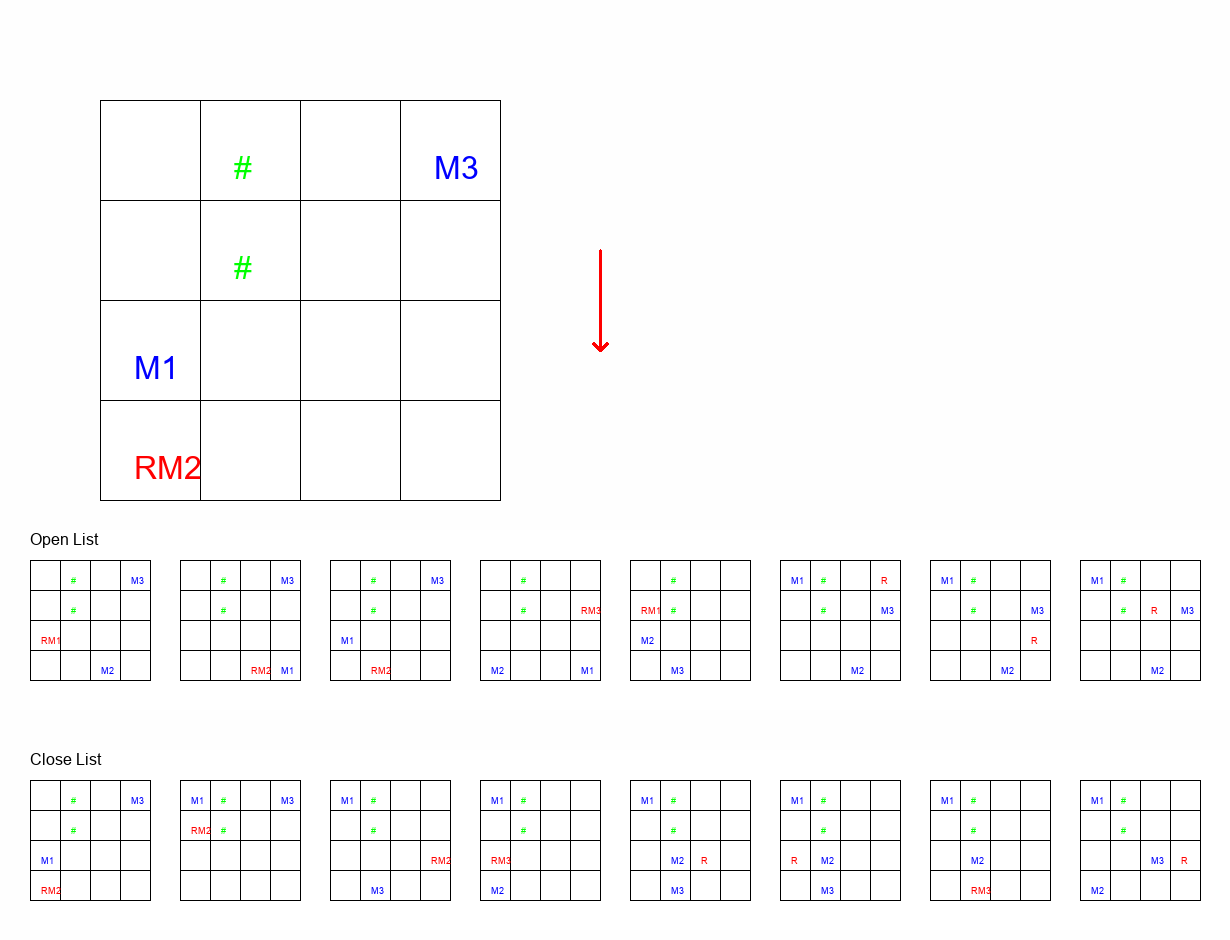 # M3
#
M1
RM2
Open List
# M3 # M3 # M3 # # M1 # R M1 # M1 #
# # # # RM3 RM1 # # M3 # M3 # R M3
RM1 M1 M2 R
M2 RM2 M1 RM2 M2 M1 M3 M2 M2 M2
Close List
# M3 M1 # M3 M1 # M1 # M1 # M1 # M1 # M1 #
# RM2 # # # # # # #
M1 RM2 RM3 M2 R R M2 M2 M3 R
RM2 M3 M2 M3 M3 RM3 M2